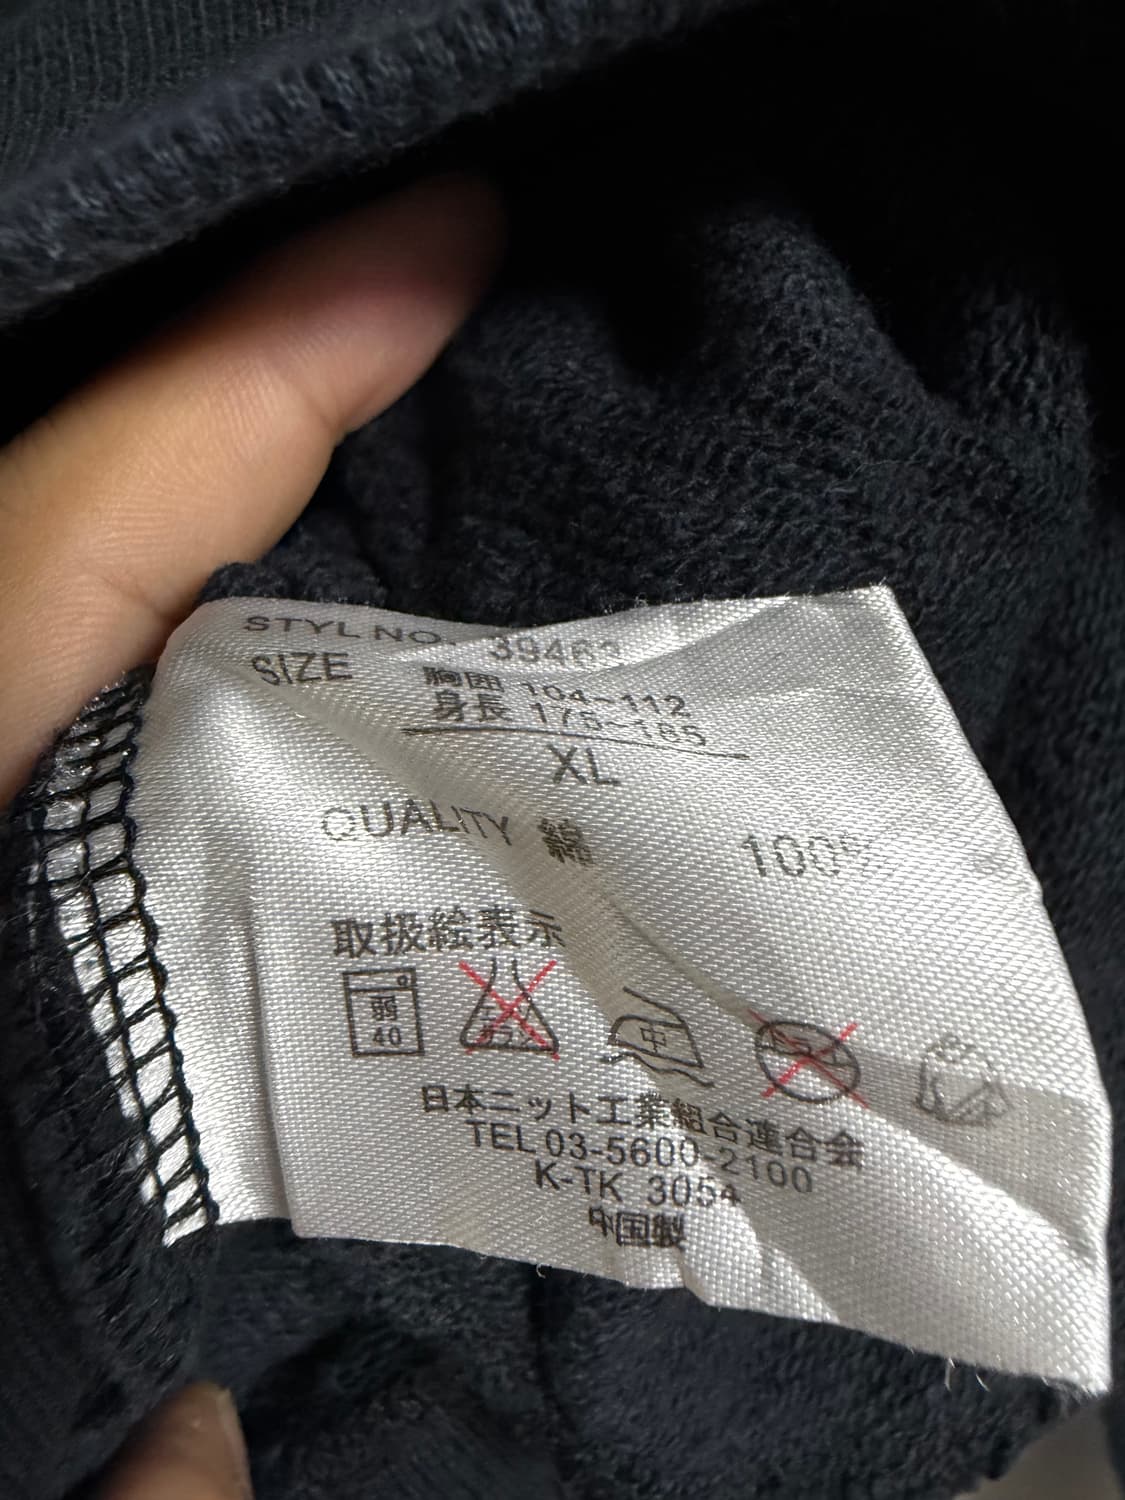 STYL NO. 39463
SIZE 胸囲 104~112
身長 175~185
XL
QUALITY 綿 100%
取扱絵表示
弱
40
中
日本ニット工業組合連合会
TEL 03-5600-2100
K-TK 3054
中国製